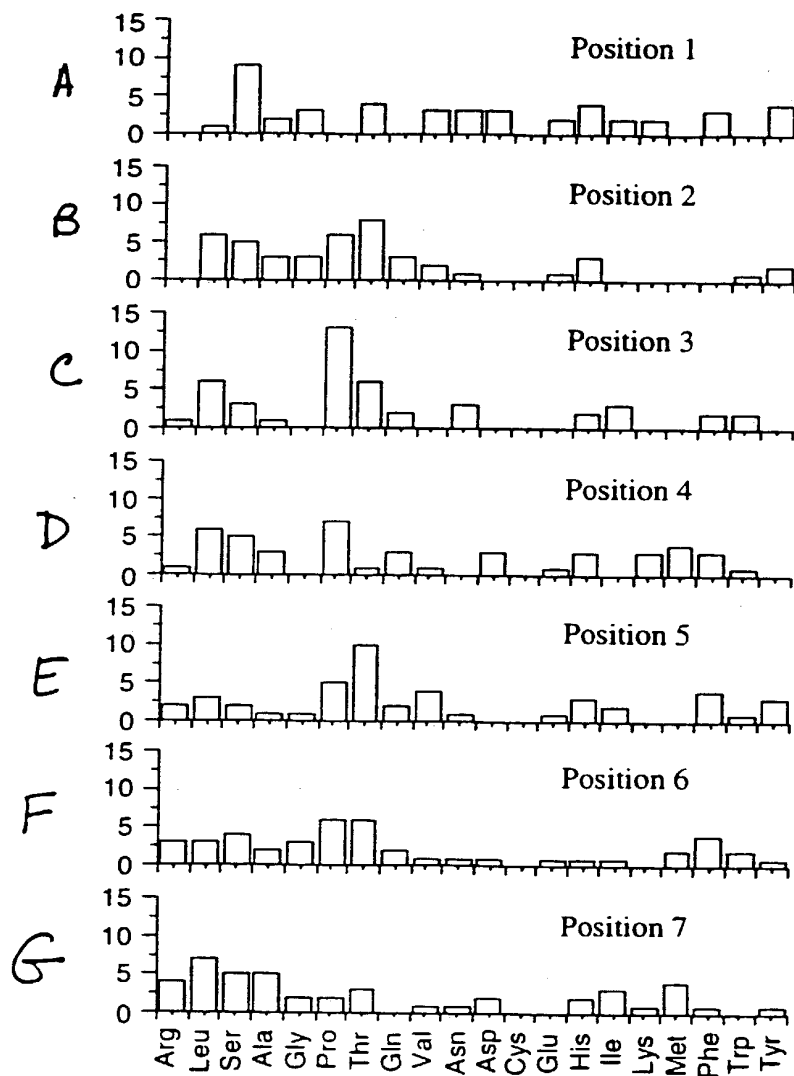 15
10
5
0
A
Position 1
15
10
5
0
B
Position 2
15
10
5
0
C
Position 3
15
10
5
0
D
Position 4
15
10
5
0
E
Position 5
15
10
5
0
F
Position 6
15
10
5
0
G
Position 7
Arg
Leu
Ser
Ala
Gly
Pro
Thr
Gln
Val
Asn
Asp
Cys
Glu
His
Ile
Lys
Met
Phe
Trp
Tyr